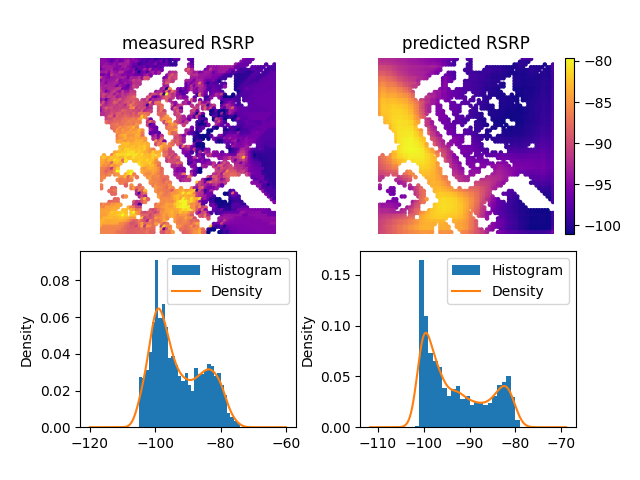 measured RSRP
predicted RSRP
−80
−85
−90
−95
−100
Density
0.08
0.06
0.04
0.02
0.00
−120
−100
−80
−60
Histogram
Density
Density
0.15
0.10
0.05
0.00
−110
−100
−90
−80
−70
Histogram
Density